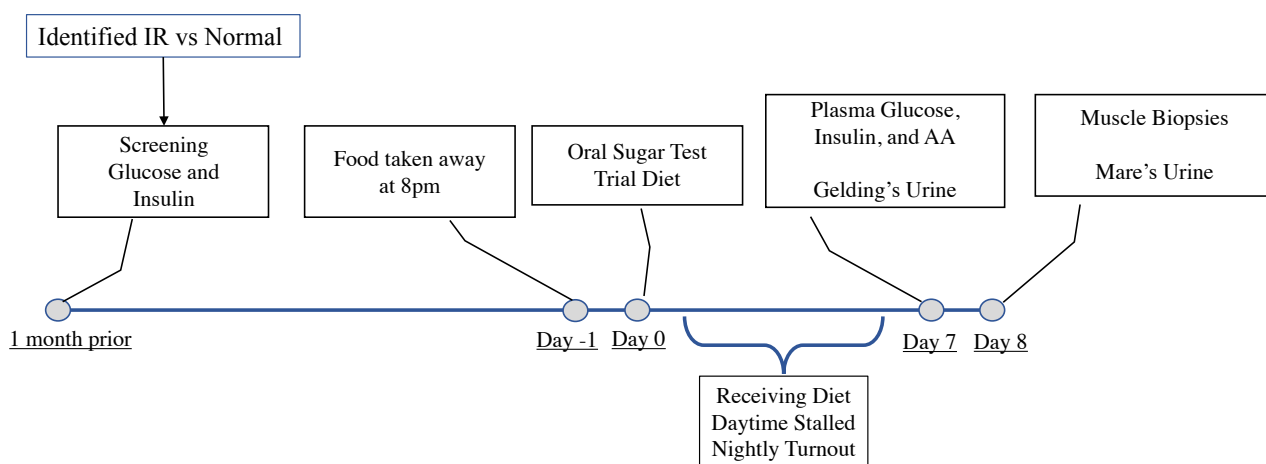 Identified IR vs Normal
Screening
Glucose and
Insulin
Food taken away
at 8pm
Oral Sugar Test
Trial Diet
Plasma Glucose,
Insulin, and AA
Gelding's Urine
Muscle Biopsies
Mare's Urine
1 month prior
Day -1
Day 0
Day 7
Day 8
Receiving Diet
Daytime Stalled
Nightly Turnout